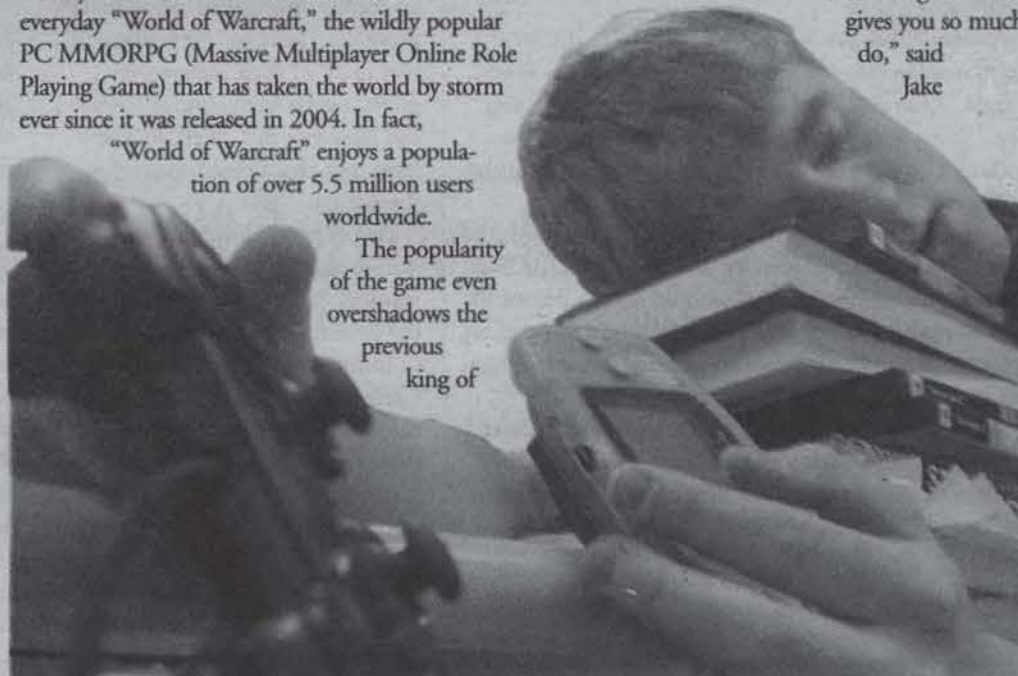 everyday “World of Warcraft,” the wildly popular
PC MMORPG (Massive Multiplayer Online Role
Playing Game) that has taken the world by storm
ever since it was released in 2004. In fact,
“World of Warcraft” enjoys a popula-
tion of over 5.5 million users
worldwide.
The popularity
of the game even
overshadows the
previous
king of
gives you so much
do,” said
Jake